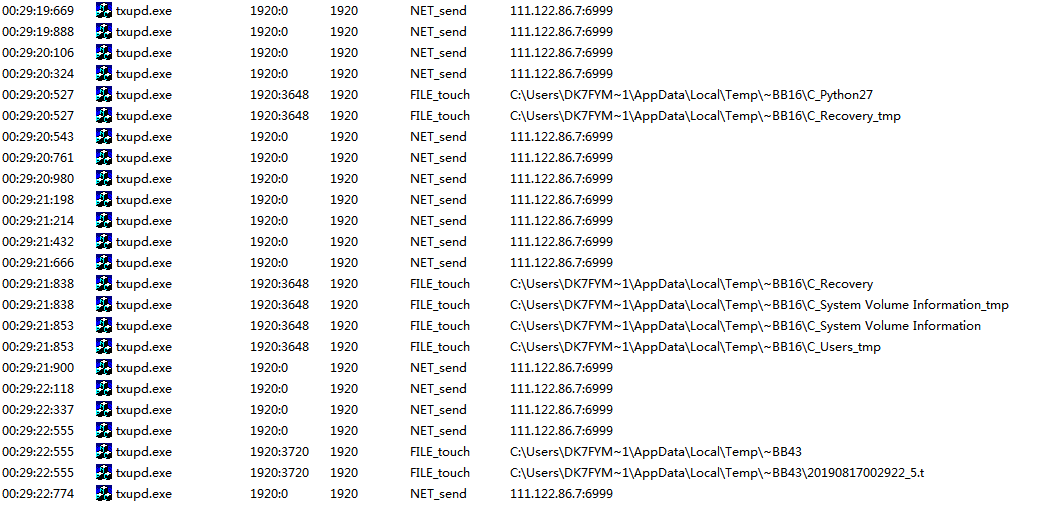 00:29:19:669 txupd.exe 1920:0 1920 NET_send 111.122.86.7:6999
00:29:19:888 txupd.exe 1920:0 1920 NET_send 111.122.86.7:6999
00:29:20:106 txupd.exe 1920:0 1920 NET_send 111.122.86.7:6999
00:29:20:324 txupd.exe 1920:0 1920 NET_send 111.122.86.7:6999
00:29:20:527 txupd.exe 1920:3648 1920 FILE_touch C:\Users\DK7FYM~1\AppData\Local\Temp\~BB16\C_Python27
00:29:20:527 txupd.exe 1920:3648 1920 FILE_touch C:\Users\DK7FYM~1\AppData\Local\Temp\~BB16\C_Recovery_tmp
00:29:20:543 txupd.exe 1920:0 1920 NET_send 111.122.86.7:6999
00:29:20:761 txupd.exe 1920:0 1920 NET_send 111.122.86.7:6999
00:29:20:980 txupd.exe 1920:0 1920 NET_send 111.122.86.7:6999
00:29:21:198 txupd.exe 1920:0 1920 NET_send 111.122.86.7:6999
00:29:21:214 txupd.exe 1920:0 1920 NET_send 111.122.86.7:6999
00:29:21:432 txupd.exe 1920:0 1920 NET_send 111.122.86.7:6999
00:29:21:666 txupd.exe 1920:0 1920 NET_send 111.122.86.7:6999
00:29:21:838 txupd.exe 1920:3648 1920 FILE_touch C:\Users\DK7FYM~1\AppData\Local\Temp\~BB16\C_Recovery
00:29:21:838 txupd.exe 1920:3648 1920 FILE_touch C:\Users\DK7FYM~1\AppData\Local\Temp\~BB16\C_System Volume Information_tmp
00:29:21:853 txupd.exe 1920:3648 1920 FILE_touch C:\Users\DK7FYM~1\AppData\Local\Temp\~BB16\C_System Volume Information
00:29:21:853 txupd.exe 1920:3648 1920 FILE_touch C:\Users\DK7FYM~1\AppData\Local\Temp\~BB16\C_Users_tmp
00:29:21:900 txupd.exe 1920:0 1920 NET_send 111.122.86.7:6999
00:29:22:118 txupd.exe 1920:0 1920 NET_send 111.122.86.7:6999
00:29:22:337 txupd.exe 1920:0 1920 NET_send 111.122.86.7:6999
00:29:22:555 txupd.exe 1920:0 1920 NET_send 111.122.86.7:6999
00:29:22:555 txupd.exe 1920:3720 1920 FILE_touch C:\Users\DK7FYM~1\AppData\Local\Temp\~BB43
00:29:22:555 txupd.exe 1920:3720 1920 FILE_touch C:\Users\DK7FYM~1\AppData\Local\Temp\~BB43\20190817002922_5.t
00:29:22:774 txupd.exe 1920:0 1920 NET_send 111.122.86.7:6999